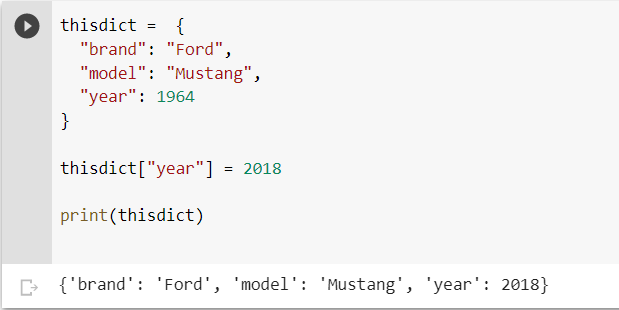 thisdict =  {
  "brand": "Ford",
  "model": "Mustang",
  "year": 1964
}
thisdict["year"] = 2018
print(thisdict)
{'brand': 'Ford', 'model': 'Mustang', 'year': 2018}